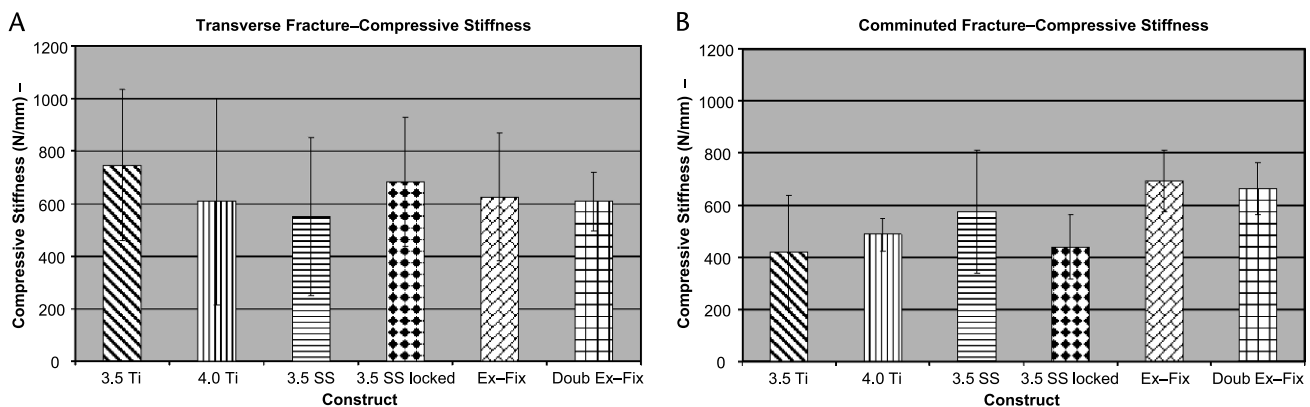 A
Transverse Fracture–Compressive Stiffness
Compressive Stiffness (N/mm) –
1200
1000
800
600
400
200
0
3.5 Ti 4.0 Ti 3.5 SS 3.5 SS locked Ex–Fix Doub Ex–Fix
Construct
B
Comminuted Fracture–Compressive Stiffness
Compressive Stiffness (N/mm) –
1200
1000
800
600
400
200
0
3.5 Ti 4.0 Ti 3.5 SS 3.5 SS locked Ex–Fix Doub Ex–Fix
Construct